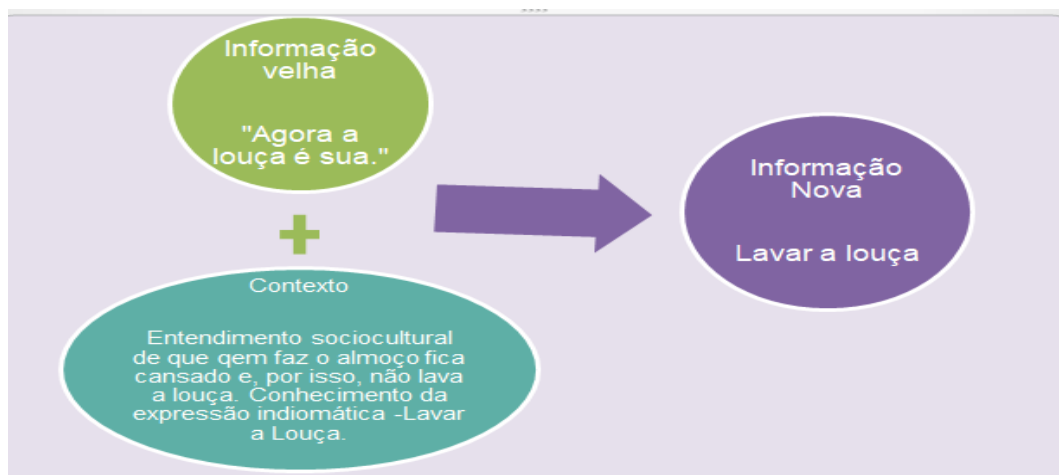 Informação
velha
"Agora a
louça é sua."
+
Contexto
Entendimento sociocultural
de que qem faz o almoço fica
cansado e, por isso, não lava
a louça. Conhecimento da
expressão indiomática -Lavar
a Louça.
Informação
Nova
Lavar a louça